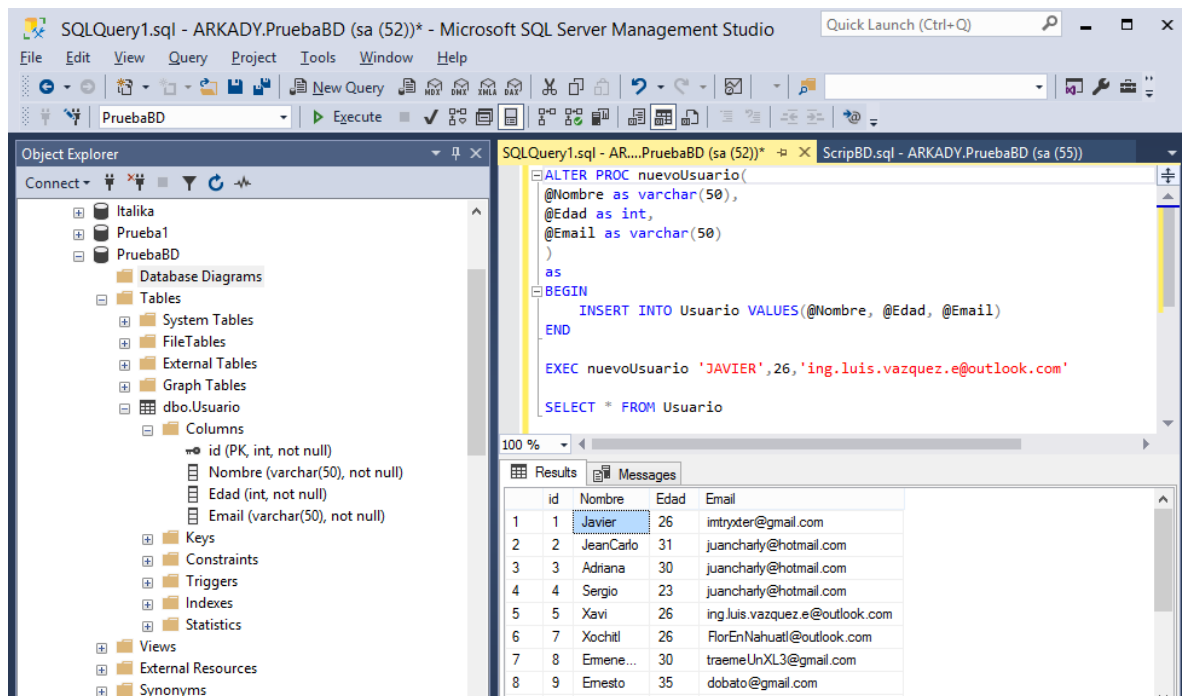 SQLQuery1.sql - ARKADY.PruebaBD (sa (52))* - Microsoft SQL Server Management Studio
Quick Launch (Ctrl+Q)
File Edit View Query Project Tools Window Help
New Query MDX DMX XMLA DAX
PruebaBD
Execute
Object Explorer
Connect
Italika
Prueba1
PruebaBD
Database Diagrams
Tables
System Tables
FileTables
External Tables
Graph Tables
dbo.Usuario
Columns
id (PK, int, not null)
Nombre (varchar(50), not null)
Edad (int, not null)
Email (varchar(50), not null)
Keys
Constraints
Triggers
Indexes
Statistics
Views
External Resources
Synonyms
SQLQuery1.sql - AR....PruebaBD (sa (52))*
ScripBD.sql - ARKADY.PruebaBD (sa (55))
ALTER PROC nuevoUsuario(
@Nombre as varchar(50),
@Edad as int,
@Email as varchar(50)
)
as
BEGIN
INSERT INTO Usuario VALUES(@Nombre, @Edad, @Email)
END
EXEC nuevoUsuario 'JAVIER',26,'ing.luis.vazquez.e@outlook.com'
SELECT * FROM Usuario
100 %
Results Messages
id Nombre Edad Email
1 1 Javier 26 imtryxter@gmail.com
2 2 JeanCarlo 31 juancharly@hotmail.com
3 3 Adriana 30 juancharly@hotmail.com
4 4 Sergio 23 juancharly@hotmail.com
5 5 Xavi 26 ing.luis.vazquez.e@outlook.com
6 7 Xochitl 26 FlorEnNahuatl@outlook.com
7 8 Ermene... 30 traemeUnXL3@gmail.com
8 9 Ernesto 35 dobato@gmail.com